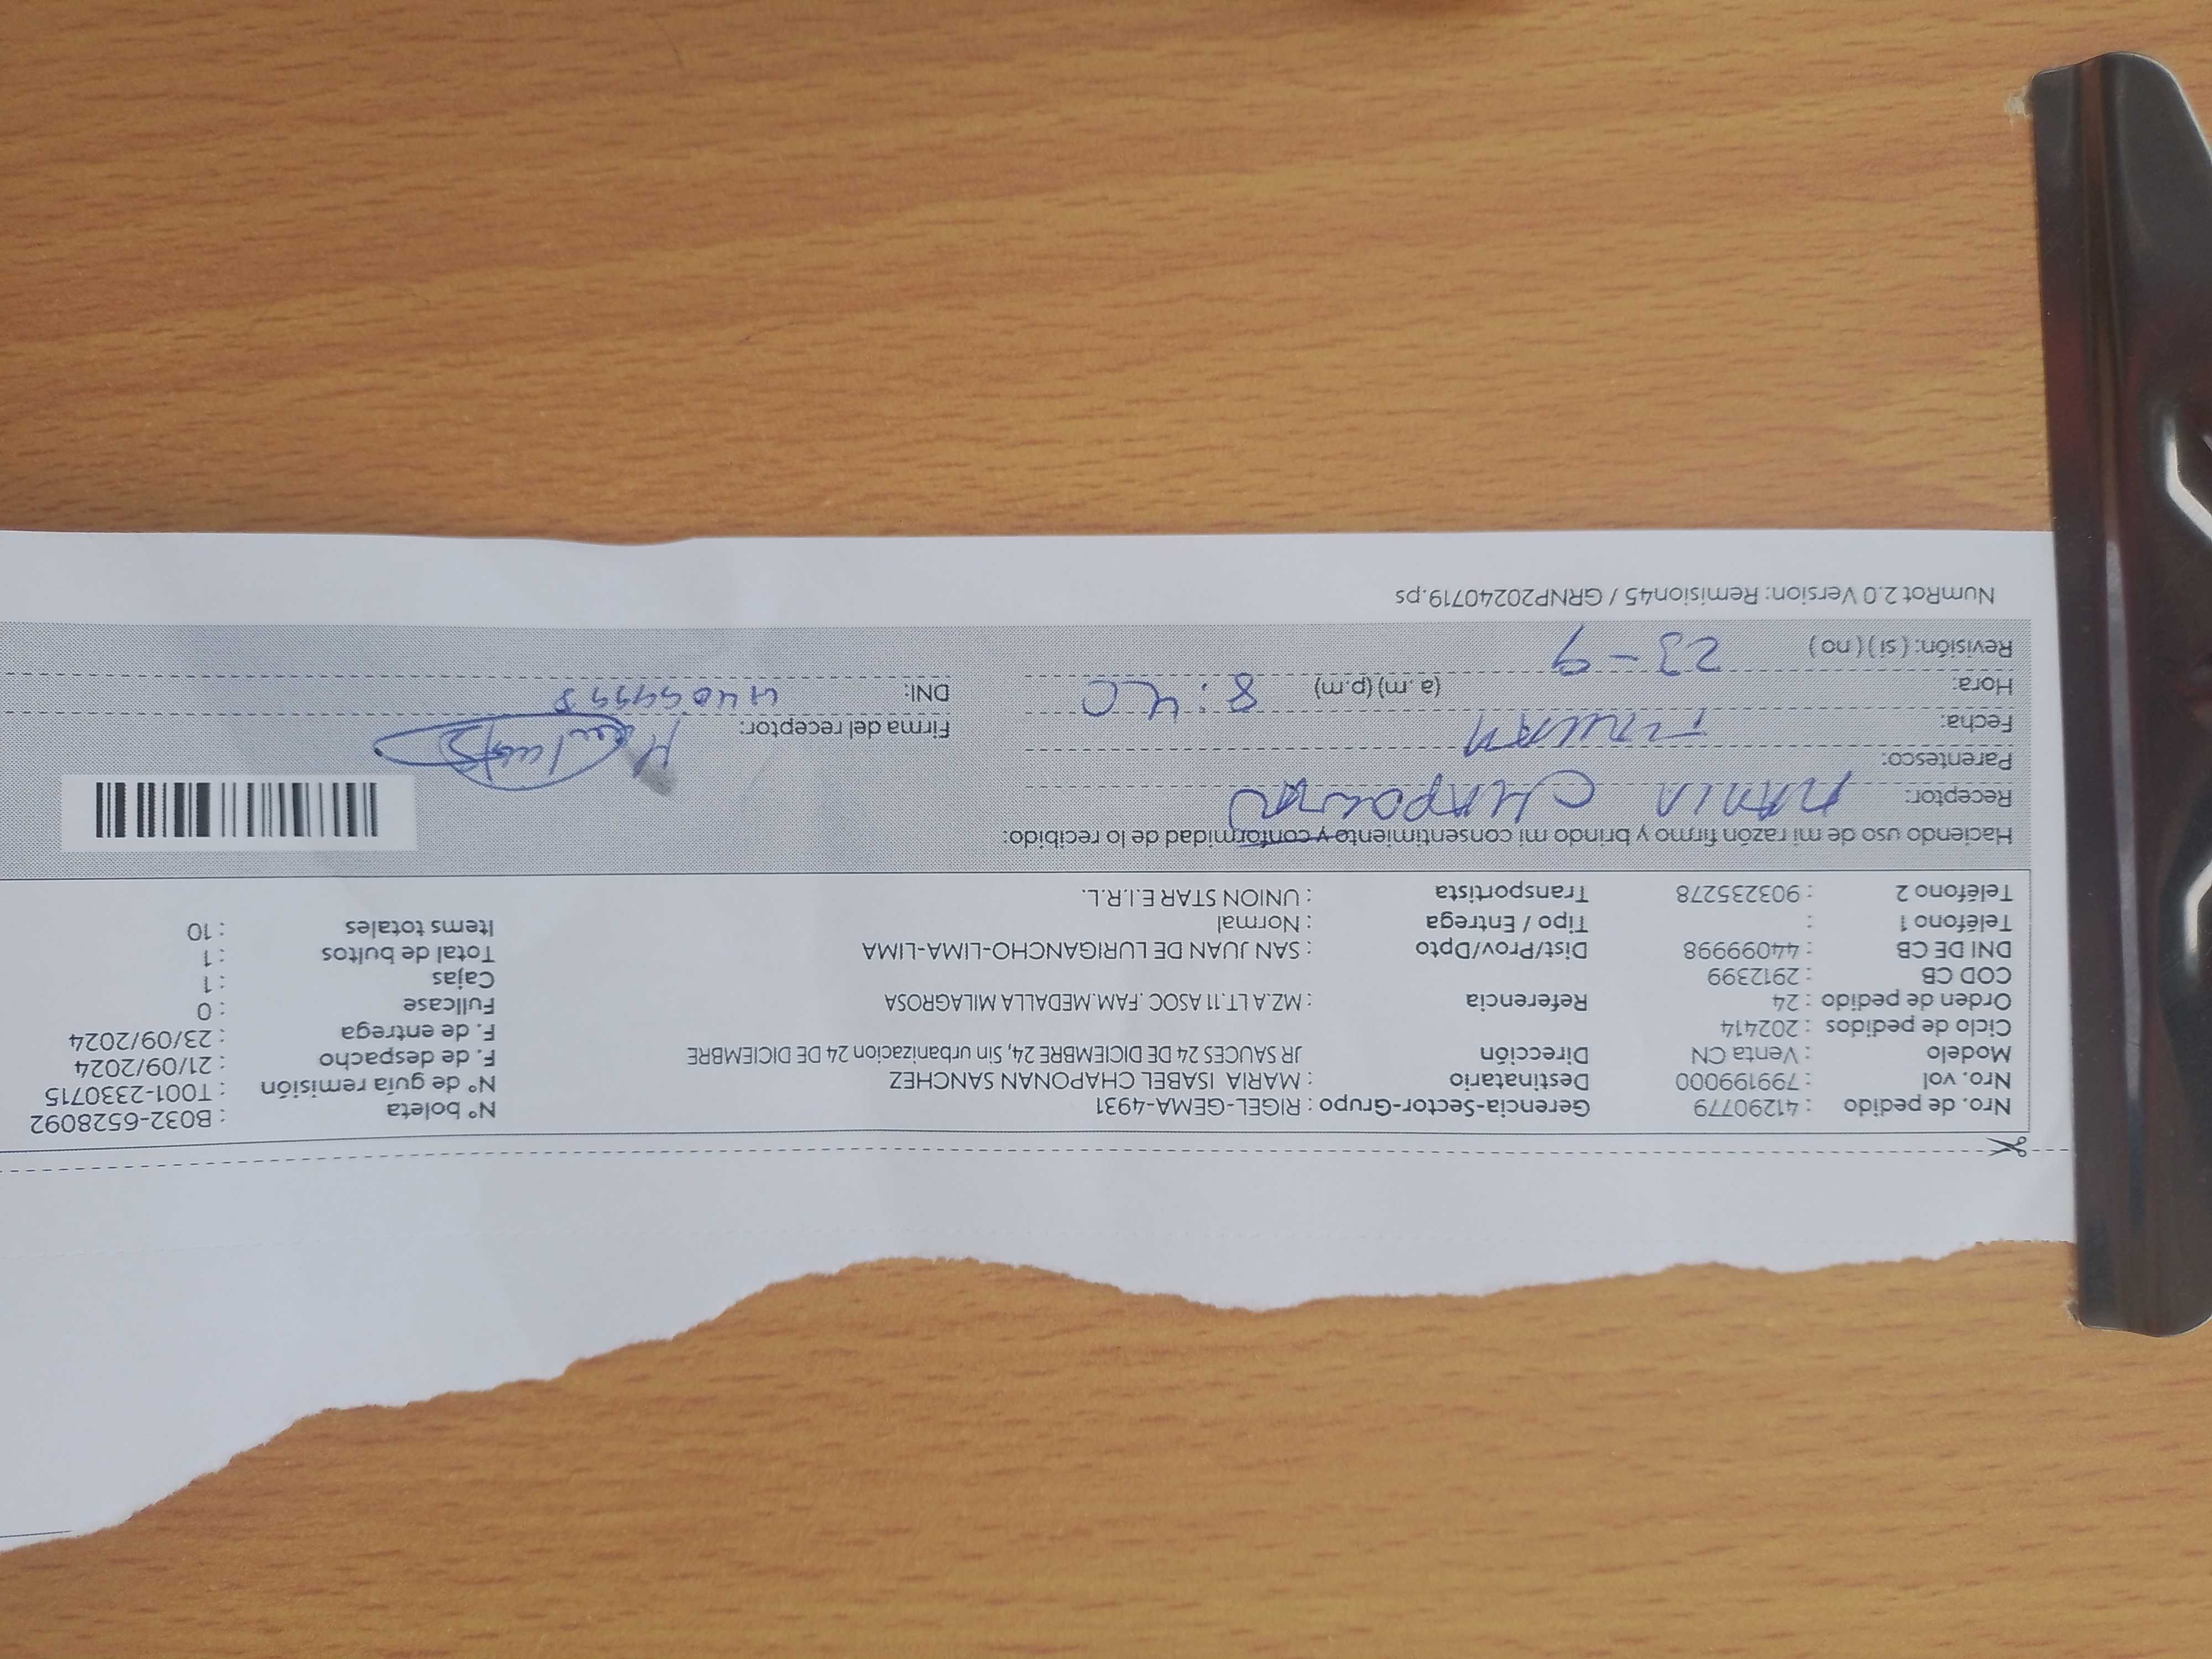 Nro. de pedido : 41290779 Gerencia-Sector-Grupo : RIGEL-GEMA-4931 N° boleta : B032-6528092
Nro. vol : 799199000 Destinatario : MARIA ISABEL CHAPONAN SANCHEZ N° de guía remisión : T001-2330715
Modelo : Venta CN Dirección JR SAUCES 24 DE DICIEMBRE 24, Sin urbanizacion 24 DE DICIEMBRE F. de despacho : 21/09/2024
Ciclo de pedidos : 202414 F. de entrega : 23/09/2024
Orden de pedido : 24 Referencia : MZ.A LT.11 ASOC .FAM.MEDALLA MILAGROSA Fullcase : 0
COD CB : 2912399 Cajas : 1
DNI DE CB : 44099998 Dist/Prov/Dpto : SAN JUAN DE LURIGANCHO-LIMA-LIMA Total de bultos : 1
Teléfono 1 : Tipo / Entrega : Normal Items totales : 10
Teléfono 2 : 903235278 Transportista : UNION STAR E.I.R.L.
Haciendo uso de mi razón firmo y brindo mi consentimiento y conformidad de lo recibido:
Receptor: MARIA CHAPONAN
Parentesco:
Fecha: TITULAR Firma del receptor:
Hora: (a.m) (p.m) 8:40 DNI: 44099998
Revisión: ( si ) ( no ) 23-9
NumRot 2.0 Version: Remision45 / GRNP20240719.ps